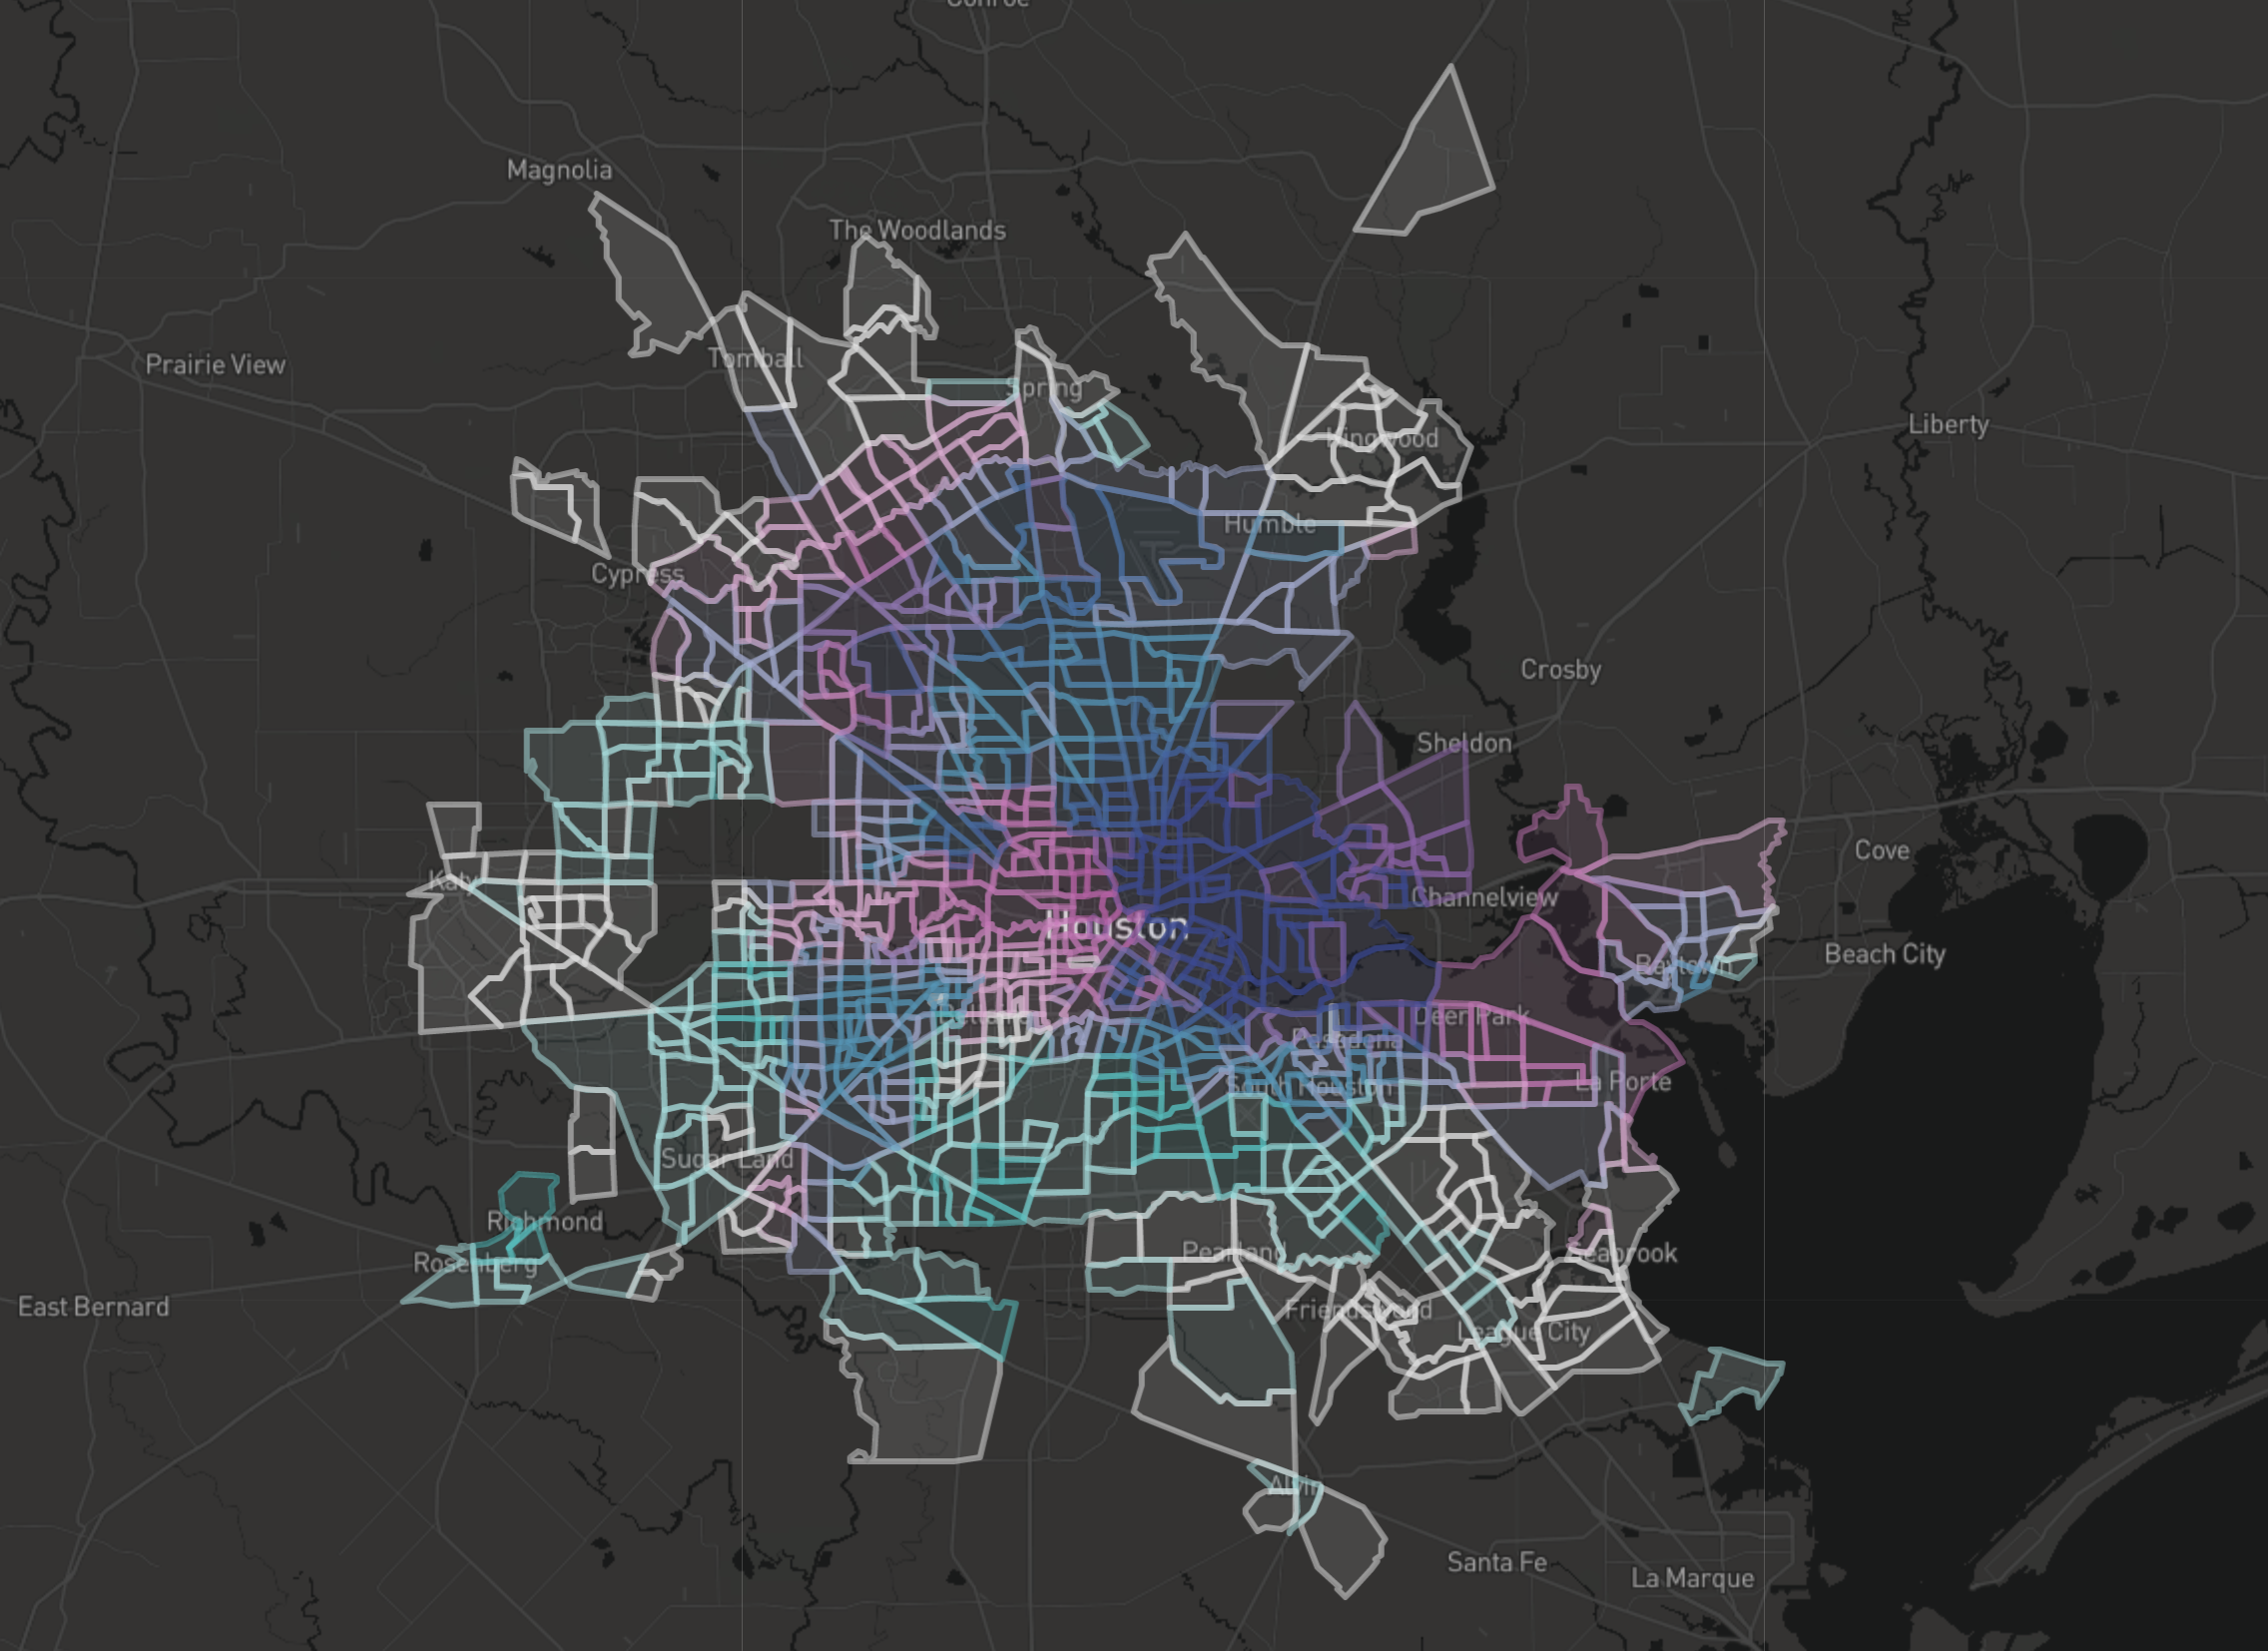 Conroe
Magnolia
The Woodlands
Tomball
Spring
Prairie View
Kingwood
Liberty
Humble
Cypress
Crosby
Sheldon
Cove
Katy
Channelview
Houston
Beach City
Baytown
Deer Park
Pasadena
South Houston
La Porte
Sugar Land
Richmond
Rosenberg
Pearland
Seabrook
East Bernard
Friendswood
League City
Alvin
Santa Fe
La Marque